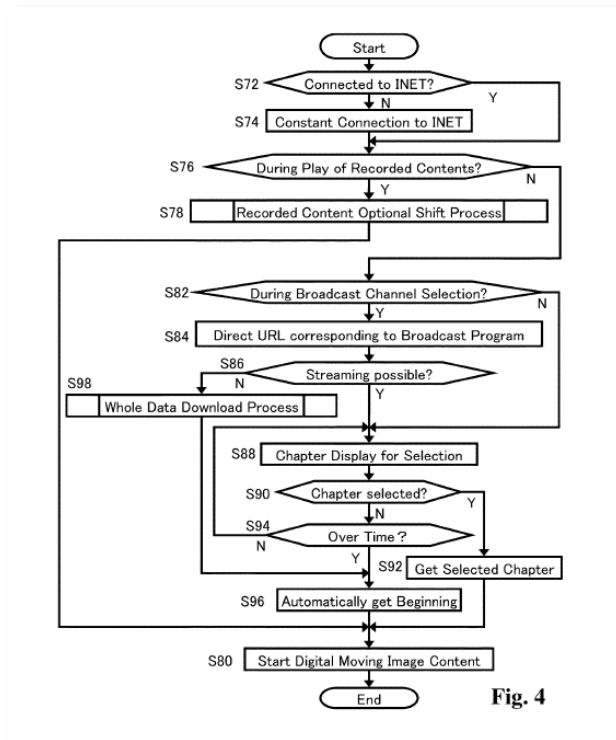 Start
S72 Connected to INET?
Y
N
S74 Constant Connection to INET
S76 During Play of Recorded Contents?
N
Y
S78 Recorded Content Optional Shift Process
S82 During Broadcast Channel Selection?
N
Y
S84 Direct URL corresponding to Broadcast Program
S86 Streaming possible?
S98 N
Y
Whole Data Download Process
S88 Chapter Display for Selection
S90 Chapter selected?
Y
N
S94 Over Time?
N
Y
S92 Get Selected Chapter
S96 Automatically get Beginning
S80 Start Digital Moving Image Content
End
Fig. 4